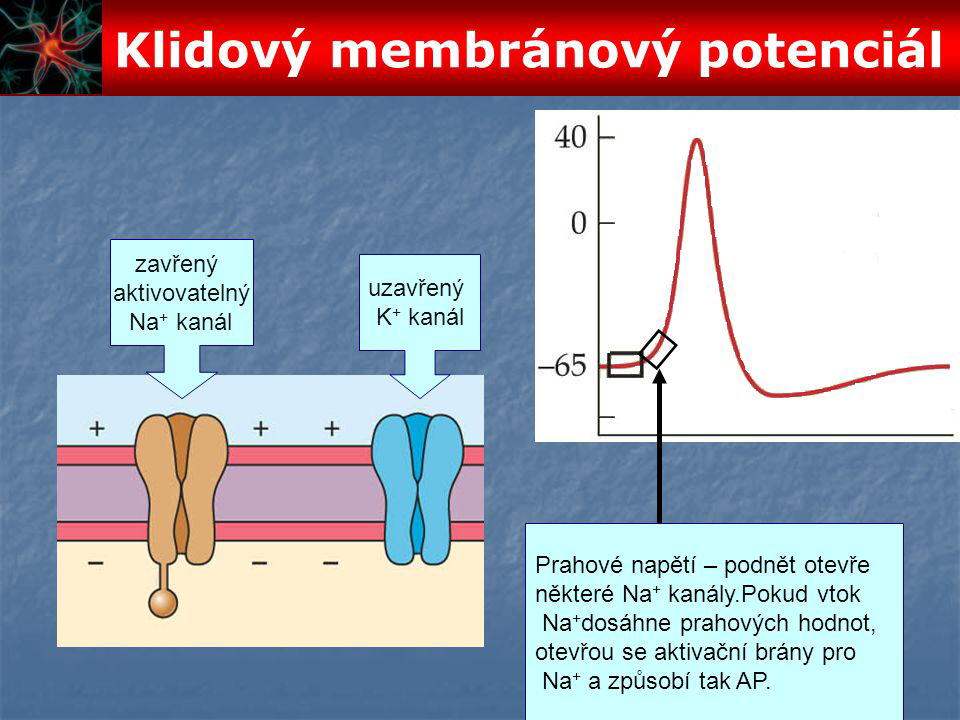 Klidový membránový potenciál
zavřený
aktivovatelný
Na⁺ kanál
uzavřený
K⁺ kanál
+ + +
– – –
40
0
–65
Prahové napětí – podnět otevře
některé Na⁺ kanály.Pokud vtok
Na⁺dosáhne prahových hodnot,
otevřou se aktivační brány pro
Na⁺ a způsobí tak AP.